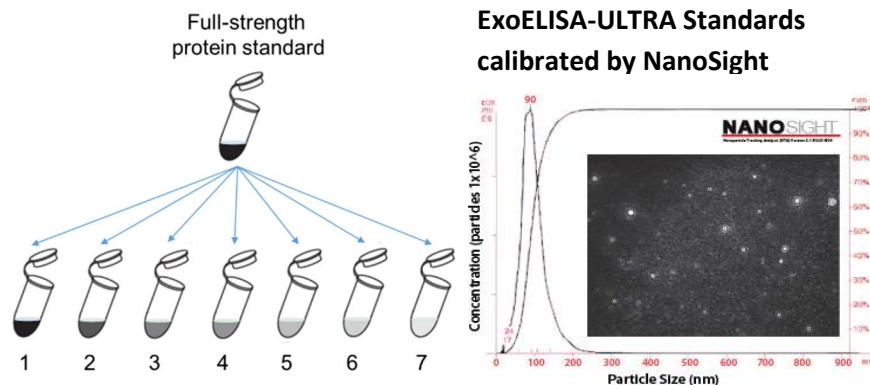 Full-strength
protein standard
1 2 3 4 5 6 7
ExoELISA-ULTRA Standards
calibrated by NanoSight
90
NANOSIGHT
100%
90%
80%
70%
60%
50%
40%
30%
20%
10%
Concentration (particles 1x10^6)
24
17
0 100 200 300 400 500 600 700 800 900
Particle Size (nm)